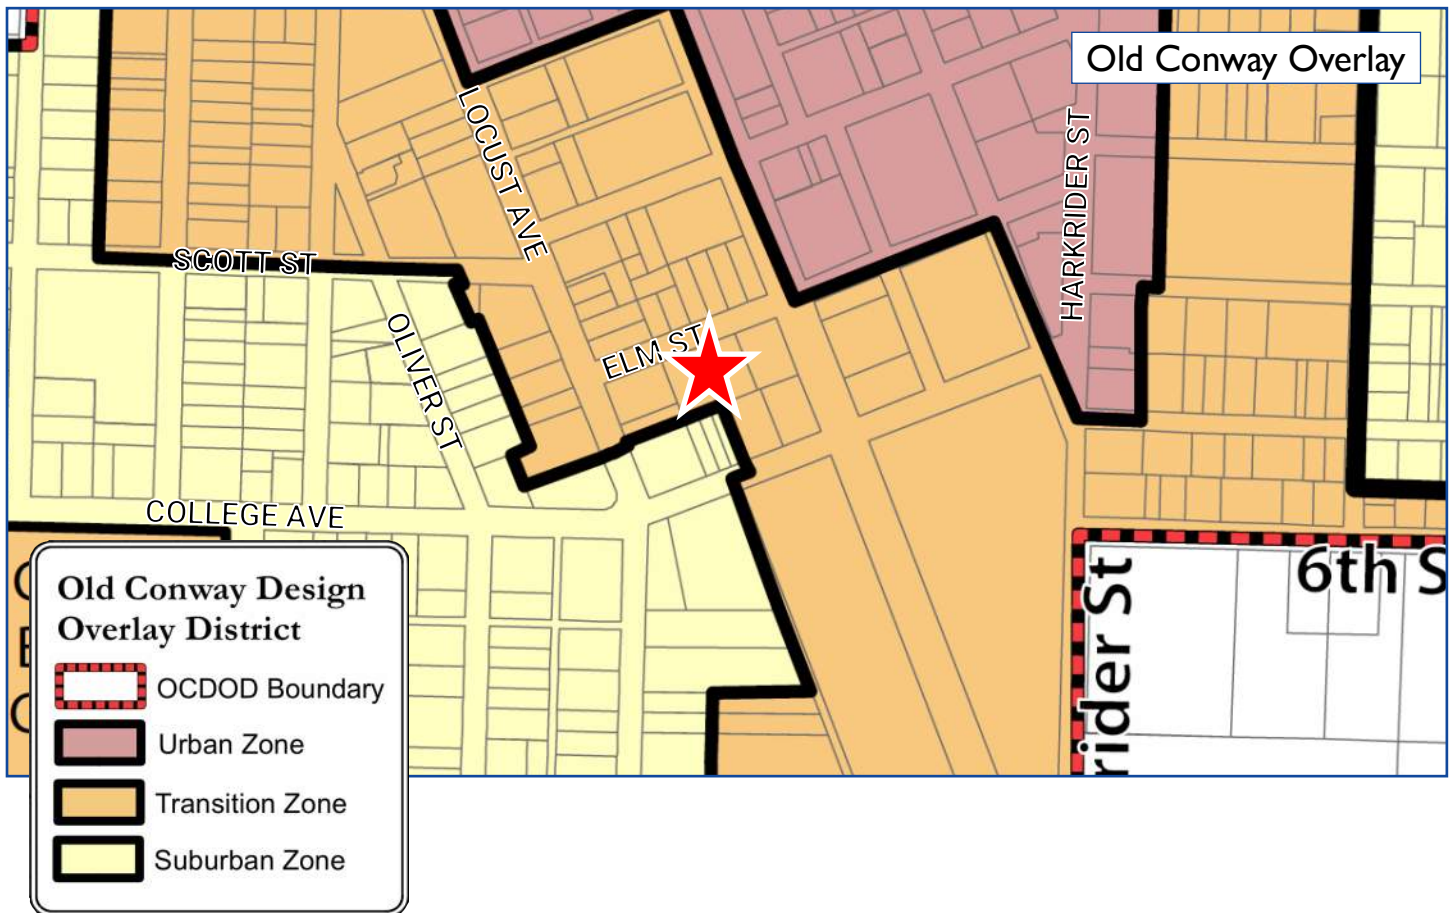 Old Conway Overlay
LOCUST AVE
HARKRIDER ST
SCOTT ST
OLIVER ST
ELM ST
COLLEGE AVE
6th S
rider St
Old Conway Design
Overlay District
OCDOD Boundary
Urban Zone
Transition Zone
Suburban Zone